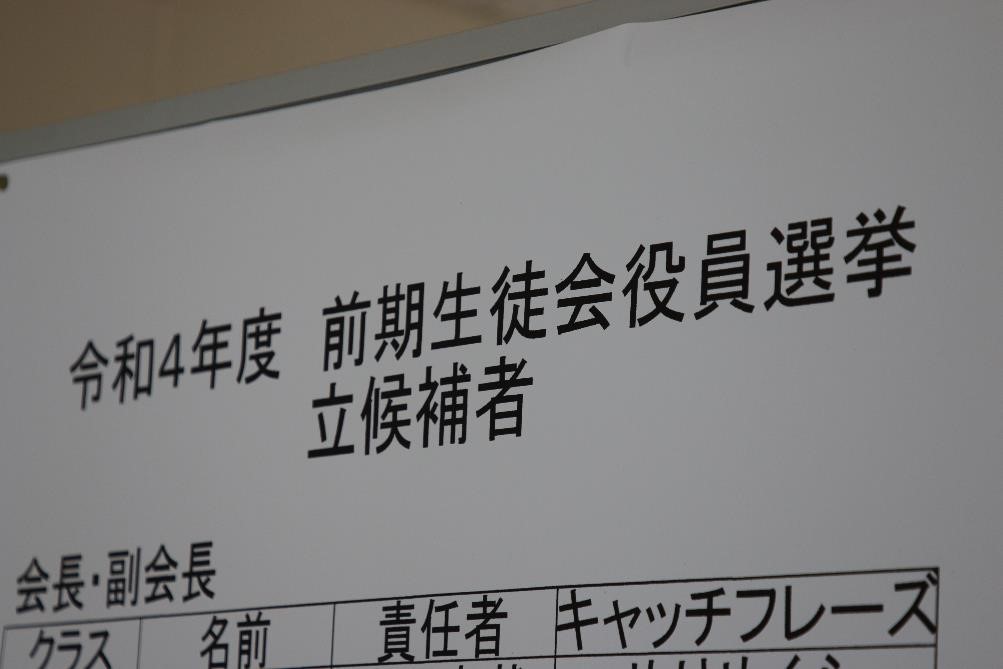 令和4年度 前期生徒会役員選挙
立候補者
会長・副会長
クラス 名前 責任者 キャッチフレーズ